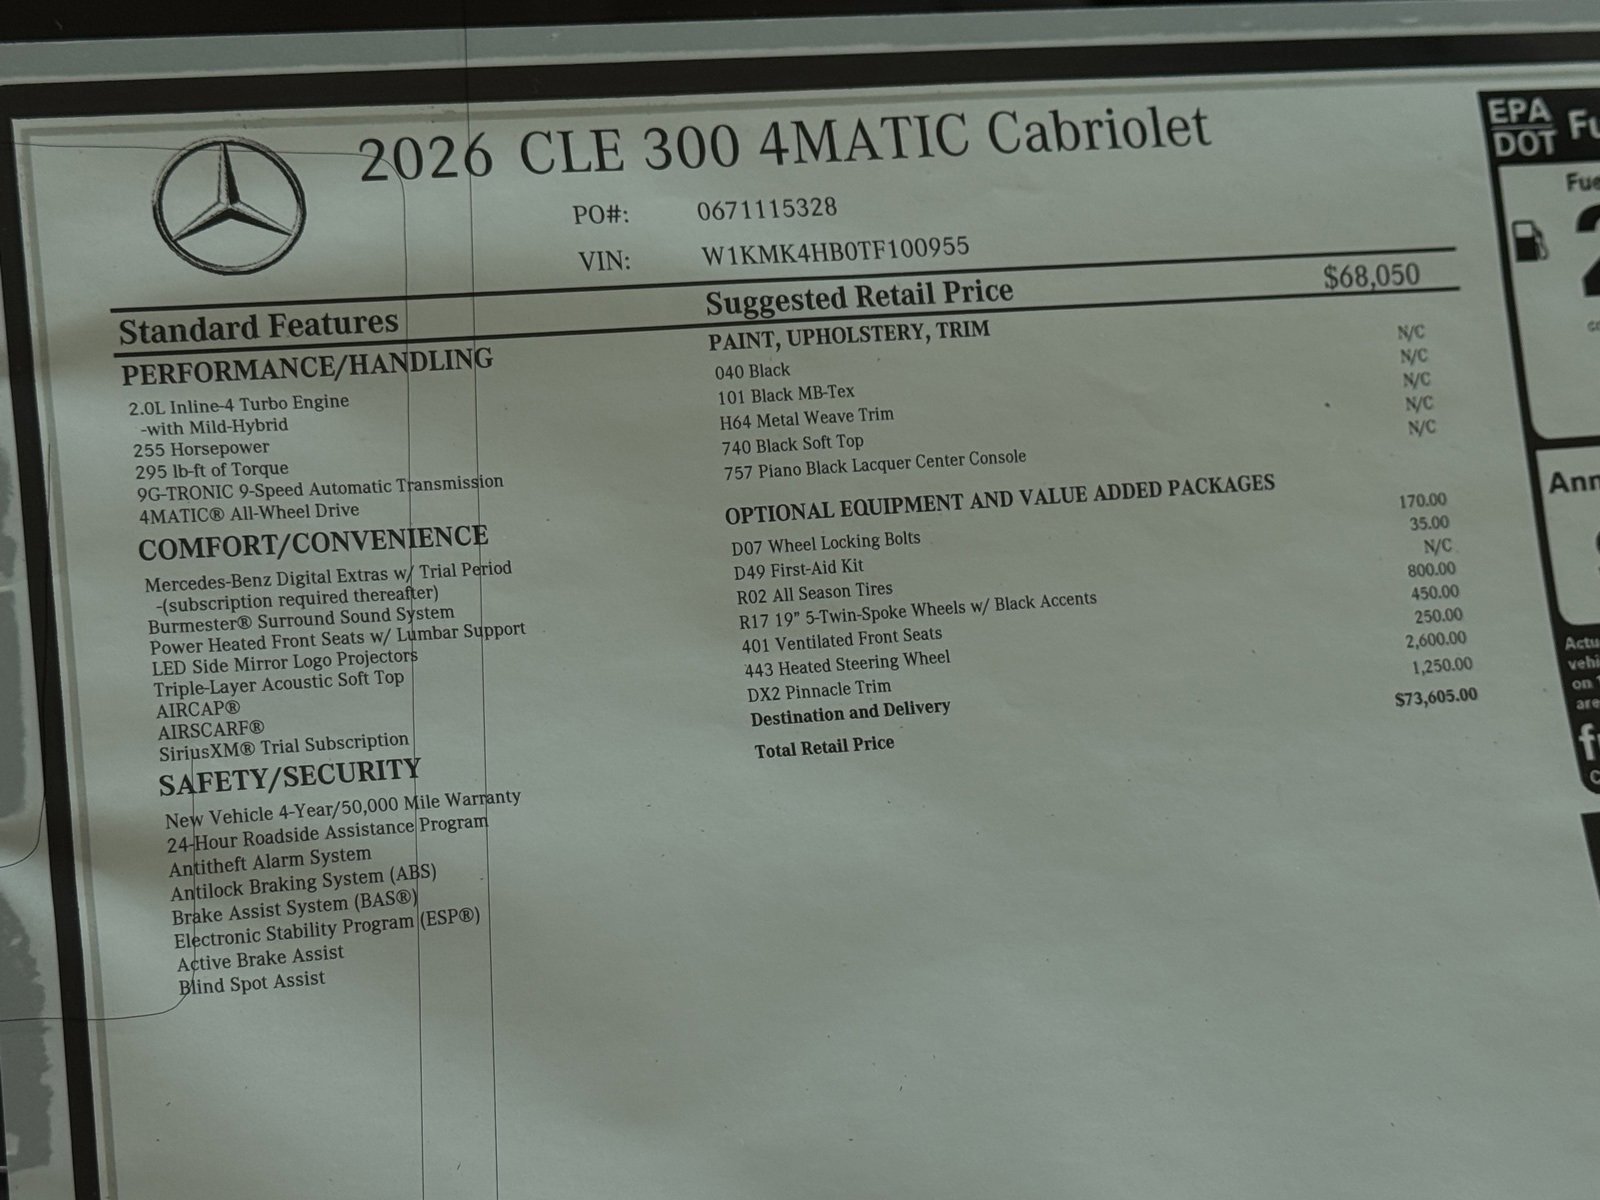 2026 CLE 300 4MATIC Cabriolet
PO#: 0671115328
VIN: W1KMK4HB0TF100955
Standard Features
PERFORMANCE/HANDLING
2.0L Inline-4 Turbo Engine
-with Mild-Hybrid
255 Horsepower
295 lb-ft of Torque
9G-TRONIC 9-Speed Automatic Transmission
4MATIC® All-Wheel Drive
COMFORT/CONVENIENCE
Mercedes-Benz Digital Extras w/ Trial Period
-(subscription required thereafter)
Burmester® Surround Sound System
Power Heated Front Seats w/ Lumbar Support
LED Side Mirror Logo Projectors
Triple-Layer Acoustic Soft Top
AIRCAP®
AIRSCARF®
SiriusXM® Trial Subscription
SAFETY/SECURITY
New Vehicle 4-Year/50,000 Mile Warranty
24-Hour Roadside Assistance Program
Antitheft Alarm System
Antilock Braking System (ABS)
Brake Assist System (BAS®)
Electronic Stability Program (ESP®)
Active Brake Assist
Blind Spot Assist
Suggested Retail Price $68,050
PAINT, UPHOLSTERY, TRIM
040 Black N/C
101 Black MB-Tex N/C
H64 Metal Weave Trim N/C
740 Black Soft Top N/C
757 Piano Black Lacquer Center Console N/C
OPTIONAL EQUIPMENT AND VALUE ADDED PACKAGES
D07 Wheel Locking Bolts 170.00
D49 First-Aid Kit 35.00
R02 All Season Tires N/C
R17 19" 5-Twin-Spoke Wheels w/ Black Accents 800.00
401 Ventilated Front Seats 450.00
443 Heated Steering Wheel 250.00
DX2 Pinnacle Trim 2,600.00
Destination and Delivery 1,250.00
Total Retail Price $73,605.00
EPA
DOT